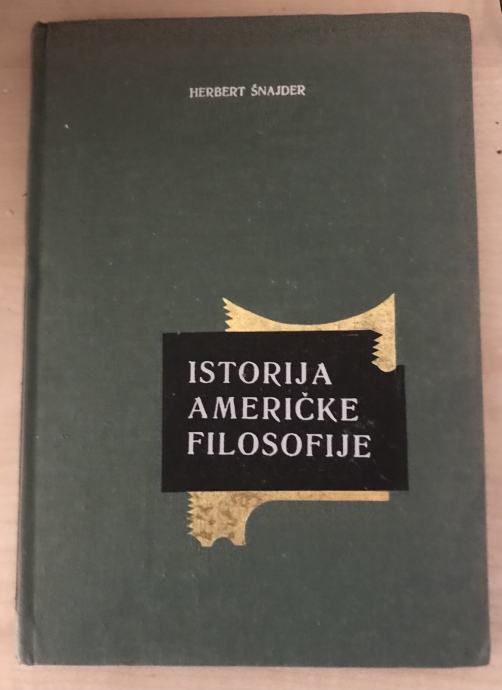 HERBERT ŠNAJDER
ISTORIJA
AMERIČKE
FILOSOFIJE